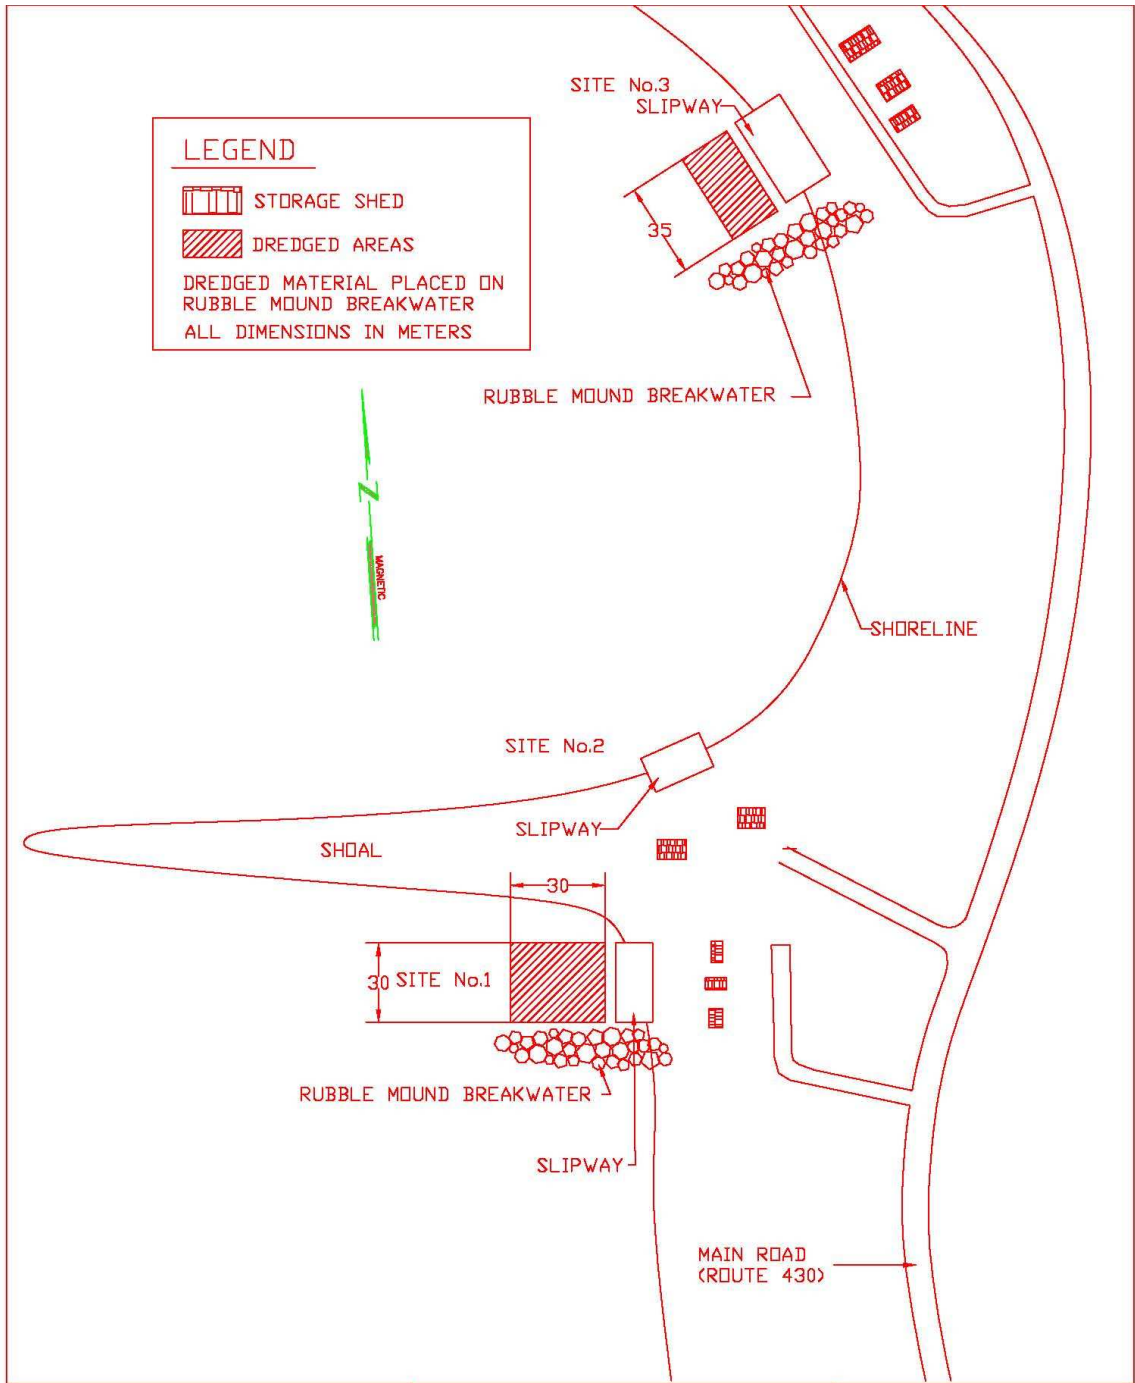 SITE No.3
SLIPWAY
LEGEND
STORAGE SHED
DREDGED AREAS
DREDGED MATERIAL PLACED ON
RUBBLE MOUND BREAKWATER
ALL DIMENSIONS IN METERS
35
RUBBLE MOUND BREAKWATER
N
MAGNETIC
SHORELINE
SITE No.2
SLIPWAY
SHOAL
30
30
SITE No.1
RUBBLE MOUND BREAKWATER
SLIPWAY
MAIN ROAD
(ROUTE 430)